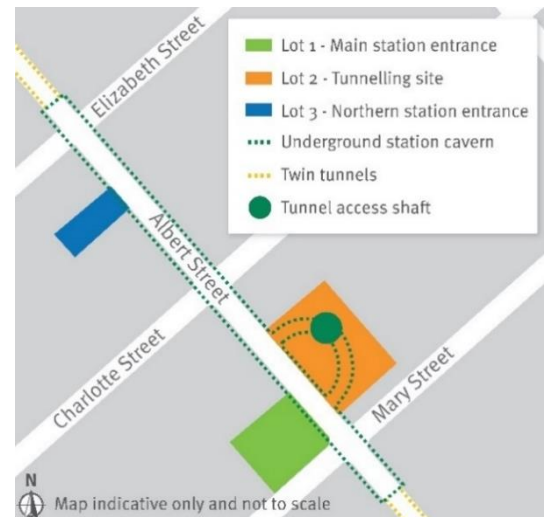 Elizabeth Street
Lot 1 - Main station entrance
Lot 2 - Tunnelling site
Lot 3 - Northern station entrance
Underground station cavern
Twin tunnels
Tunnel access shaft
Albert Street
Charlotte Street
Mary Street
N
Map indicative only and not to scale